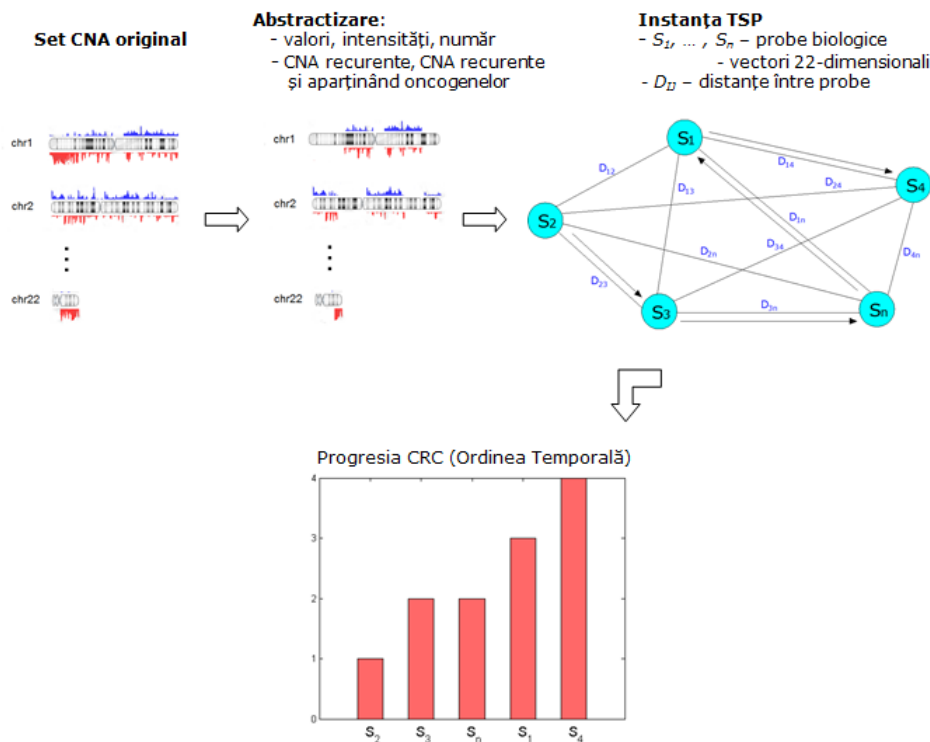 Set CNA original
Abstractizare:
- valori, intensități, număr
- CNA recurente, CNA recurente
și aparținând oncogenelor
Instanța TSP
- S1, ... , Sn – probe biologice
- vectori 22-dimensionali
- DIJ – distanțe între probe
chr1
chr2
chr22
chr1
chr2
chr22
S1
S2
S3
S4
Sn
D12
D13
D14
D24
D1n
D34
D2n
D4n
D23
D3n
Progresia CRC (Ordinea Temporală)
4
3
2
1
0
S2 S3 Sn S1 S4